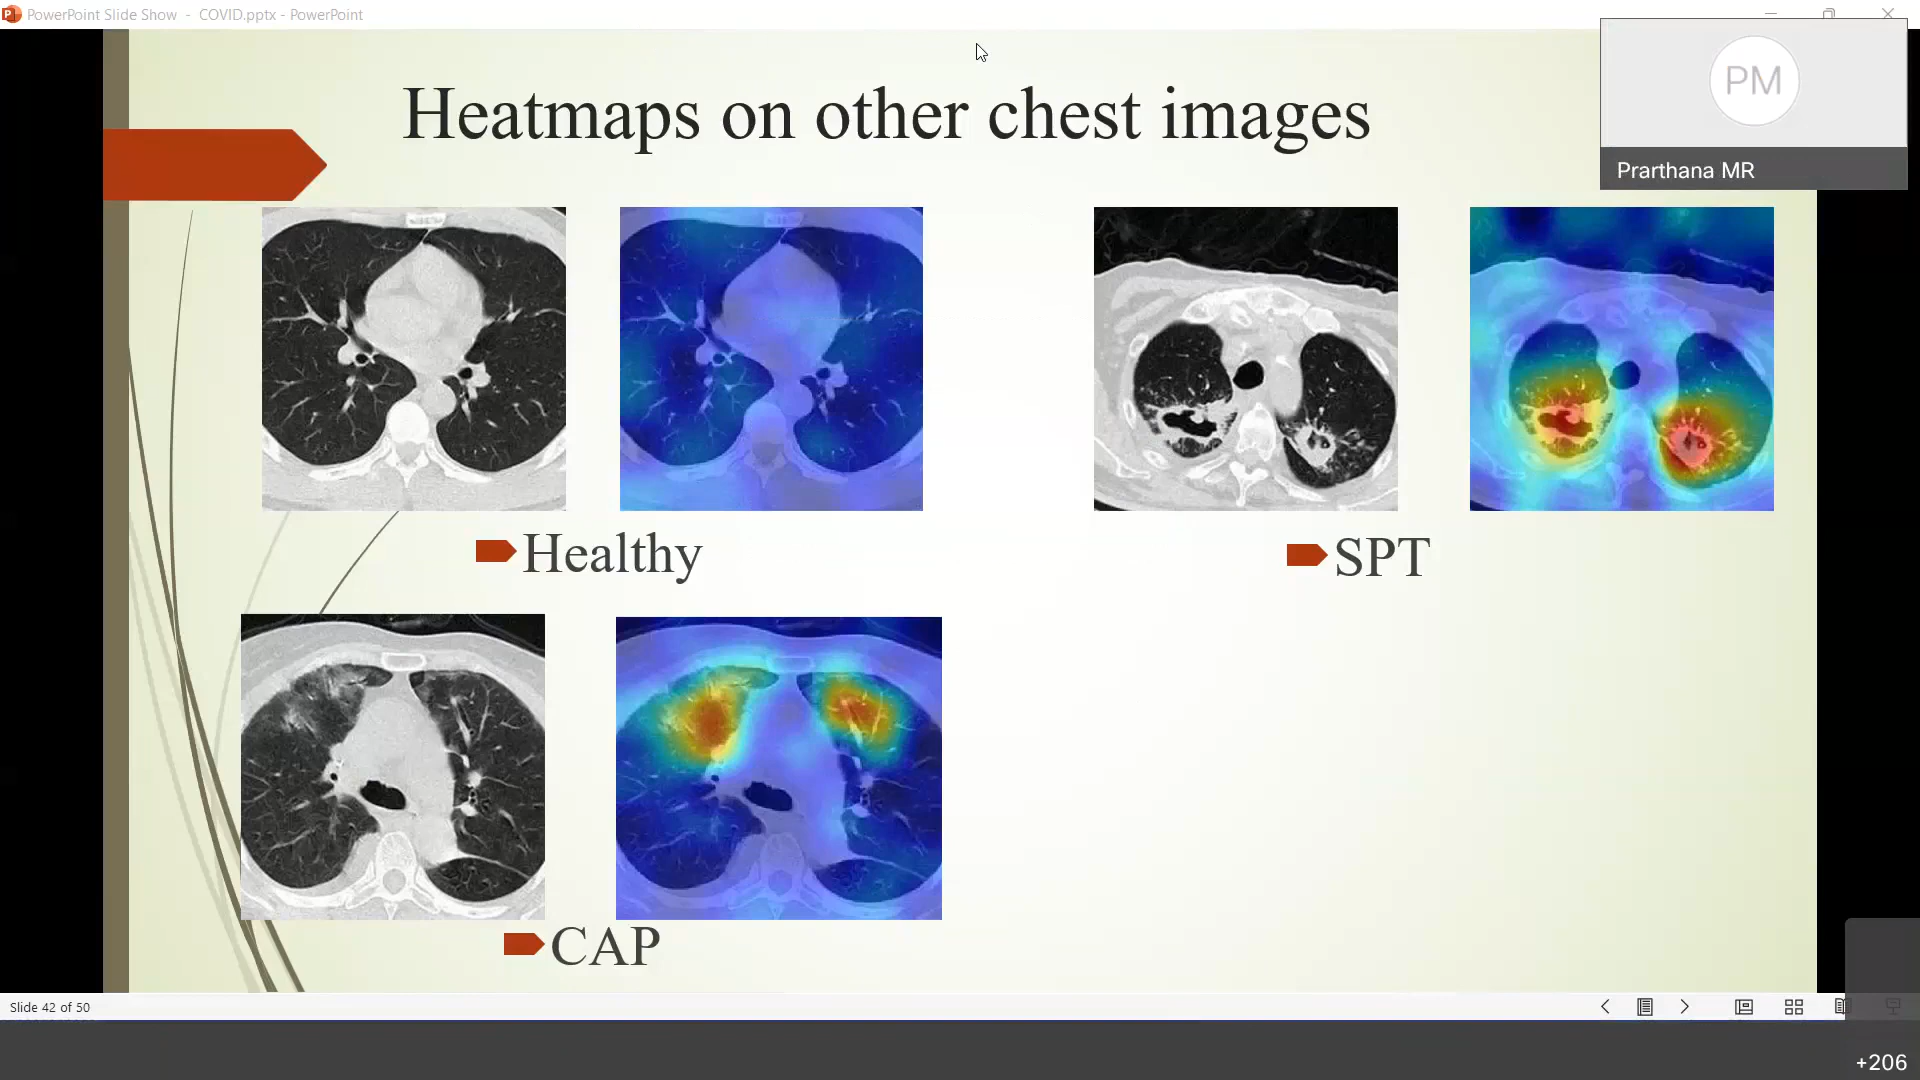 PowerPoint Slide Show - COVID.pptx - PowerPoint
PM
Prarthana MR
Heatmaps on other chest images
Healthy
SPT
CAP
Slide 42 of 50
+206